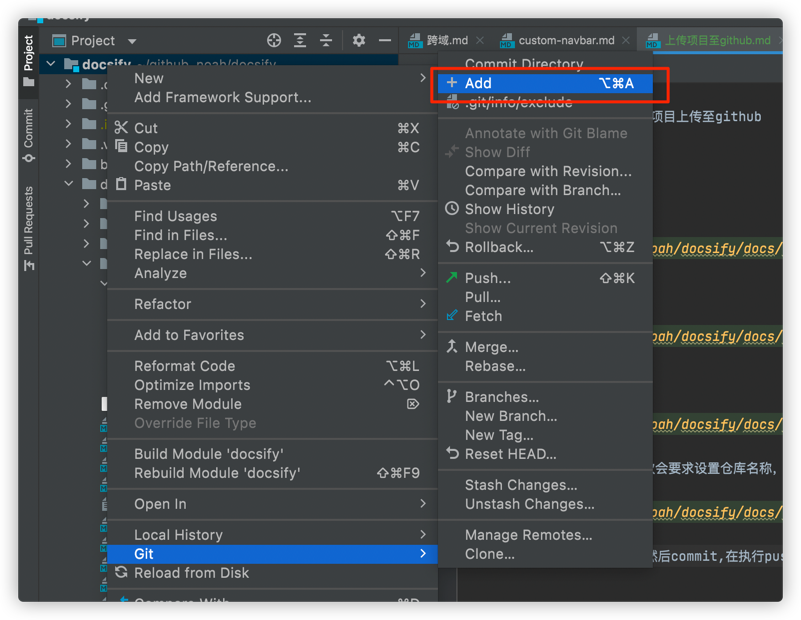 Project
跨域.md
custom-navbar.md
上传项目至github.md
Project
Commit
Pull Requests
docsify ~/github_noah/docsify
New
Add Framework Support...
Cut ⌘X
Copy ⌘C
Copy Path/Reference...
Paste ⌘V
Find Usages ⌥F7
Find in Files... ⇧⌘F
Replace in Files... ⇧⌘R
Analyze
Refactor
Add to Favorites
Reformat Code ⌥⌘L
Optimize Imports ^⌥O
Remove Module ⌦
Override File Type
Build Module 'docsify'
Rebuild Module 'docsify' ⇧⌘F9
Open In
Local History
Git
Reload from Disk
Compare With... ⌘D
Commit Directory...
Add ⌥⌘A
.git/info/exclude
Annotate with Git Blame
Show Diff
Compare with Revision...
Compare with Branch...
Show History
Show Current Revision
Rollback... ⌥⌘Z
Push... ⇧⌘K
Pull...
Fetch
Merge...
Rebase...
Branches...
New Branch...
New Tag...
Reset HEAD...
Stash Changes...
Unstash Changes...
Manage Remotes...
Clone...
项目上传至github
oah/docsify/docs/
oah/docsify/docs/
oah/docsify/docs/
会要求设置仓库名称,
oah/docsify/docs/
然后commit,在执行pus